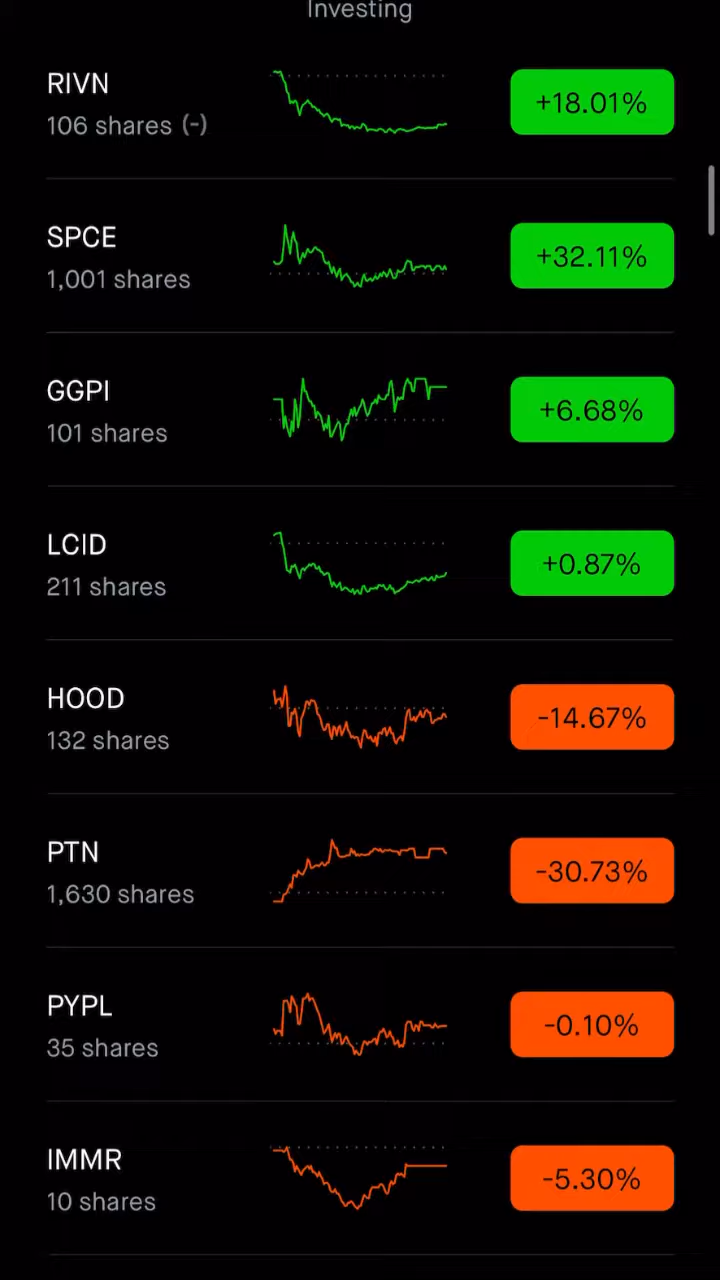 Investing
RIVN
106 shares (-)
+18.01%
SPCE
1,001 shares
+32.11%
GGPI
101 shares
+6.68%
LCID
211 shares
+0.87%
HOOD
132 shares
-14.67%
PTN
1,630 shares
-30.73%
PYPL
35 shares
-0.10%
IMMR
10 shares
-5.30%